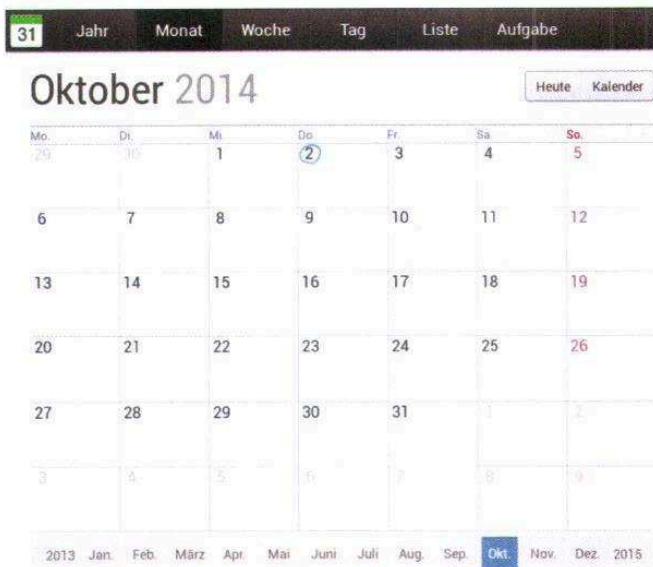 31 Jahr Monat Woche Tag Liste Aufgabe
Oktober 2014 Heute Kalender
Mo. Di. Mi. Do. Fr. Sa. So.
29 30 1 2 3 4 5
6 7 8 9 10 11 12
13 14 15 16 17 18 19
20 21 22 23 24 25 26
27 28 29 30 31 1 2
3 4 5 6 7 8 9
2013 Jan. Feb. März Apr. Mai Juni Juli Aug. Sep. Okt. Nov. Dez. 2015